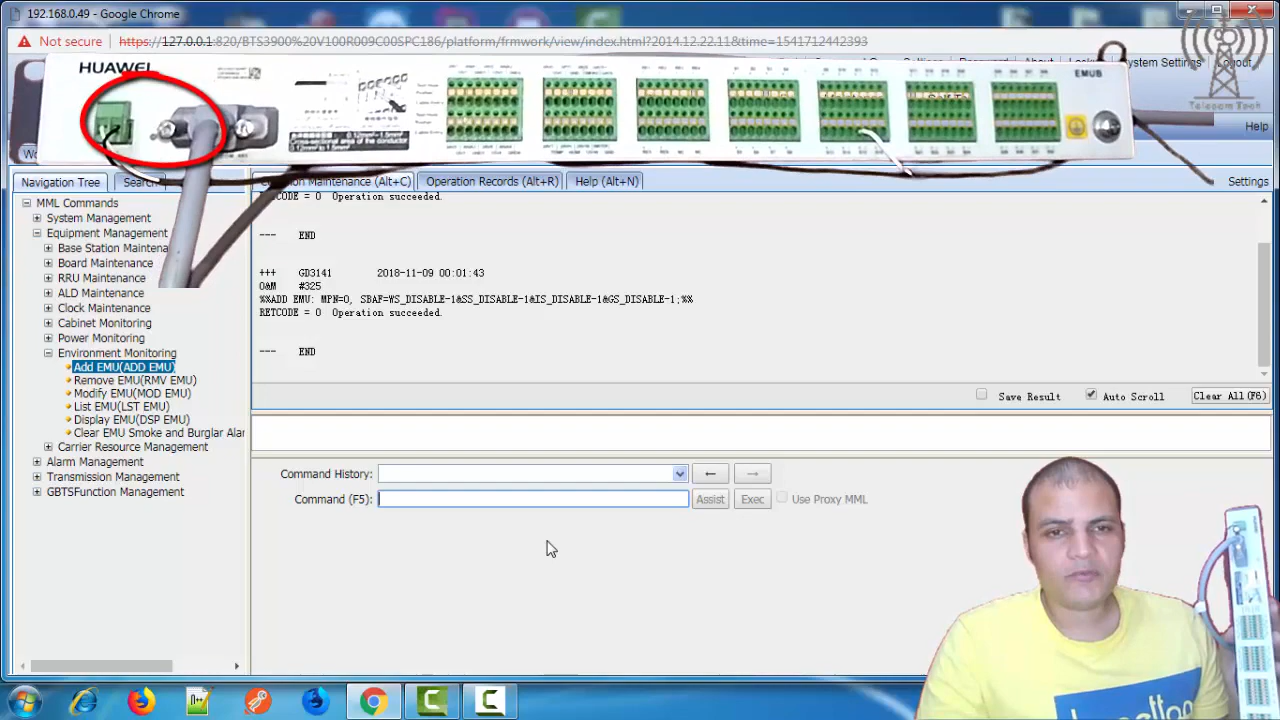 192.168.0.49 - Google Chrome
Not secure https://127.0.0.1:820/BTS3900%20V100R009C00SPC186/platform/frmwork/view/index.html?2014.12.22.11&time=1541712442393
HUAWEI
EMUB
System Settings
Logout
Telecom Tech
Help
Navigation Tree
Search
Maintenance (Alt+C)
Operation Records (Alt+R)
Help (Alt+N)
Settings
MML Commands
System Management
Equipment Management
Base Station Maintena
Board Maintenance
RRU Maintenance
ALD Maintenance
Clock Maintenance
Cabinet Monitoring
Power Monitoring
Environment Monitoring
Add EMU(ADD EMU)
Remove EMU(RMV EMU)
Modify EMU(MOD EMU)
List EMU(LST EMU)
Display EMU(DSP EMU)
Clear EMU Smoke and Burglar Alar
Carrier Resource Management
Alarm Management
Transmission Management
GBTSFunction Management
RETCODE = 0 Operation succeeded.
--- END
+++ GD3141 2018-11-09 00:01:43
O&M #325
%%ADD EMU: MPN=0, SBAF=WS_DISABLE-1&SS_DISABLE-1&IS_DISABLE-1&GS_DISABLE-1;%%
RETCODE = 0 Operation succeeded.
--- END
Save Result
Auto Scroll
Clear All(F6)
Command History:
Command (F5):
Assist
Exec
Use Proxy MML